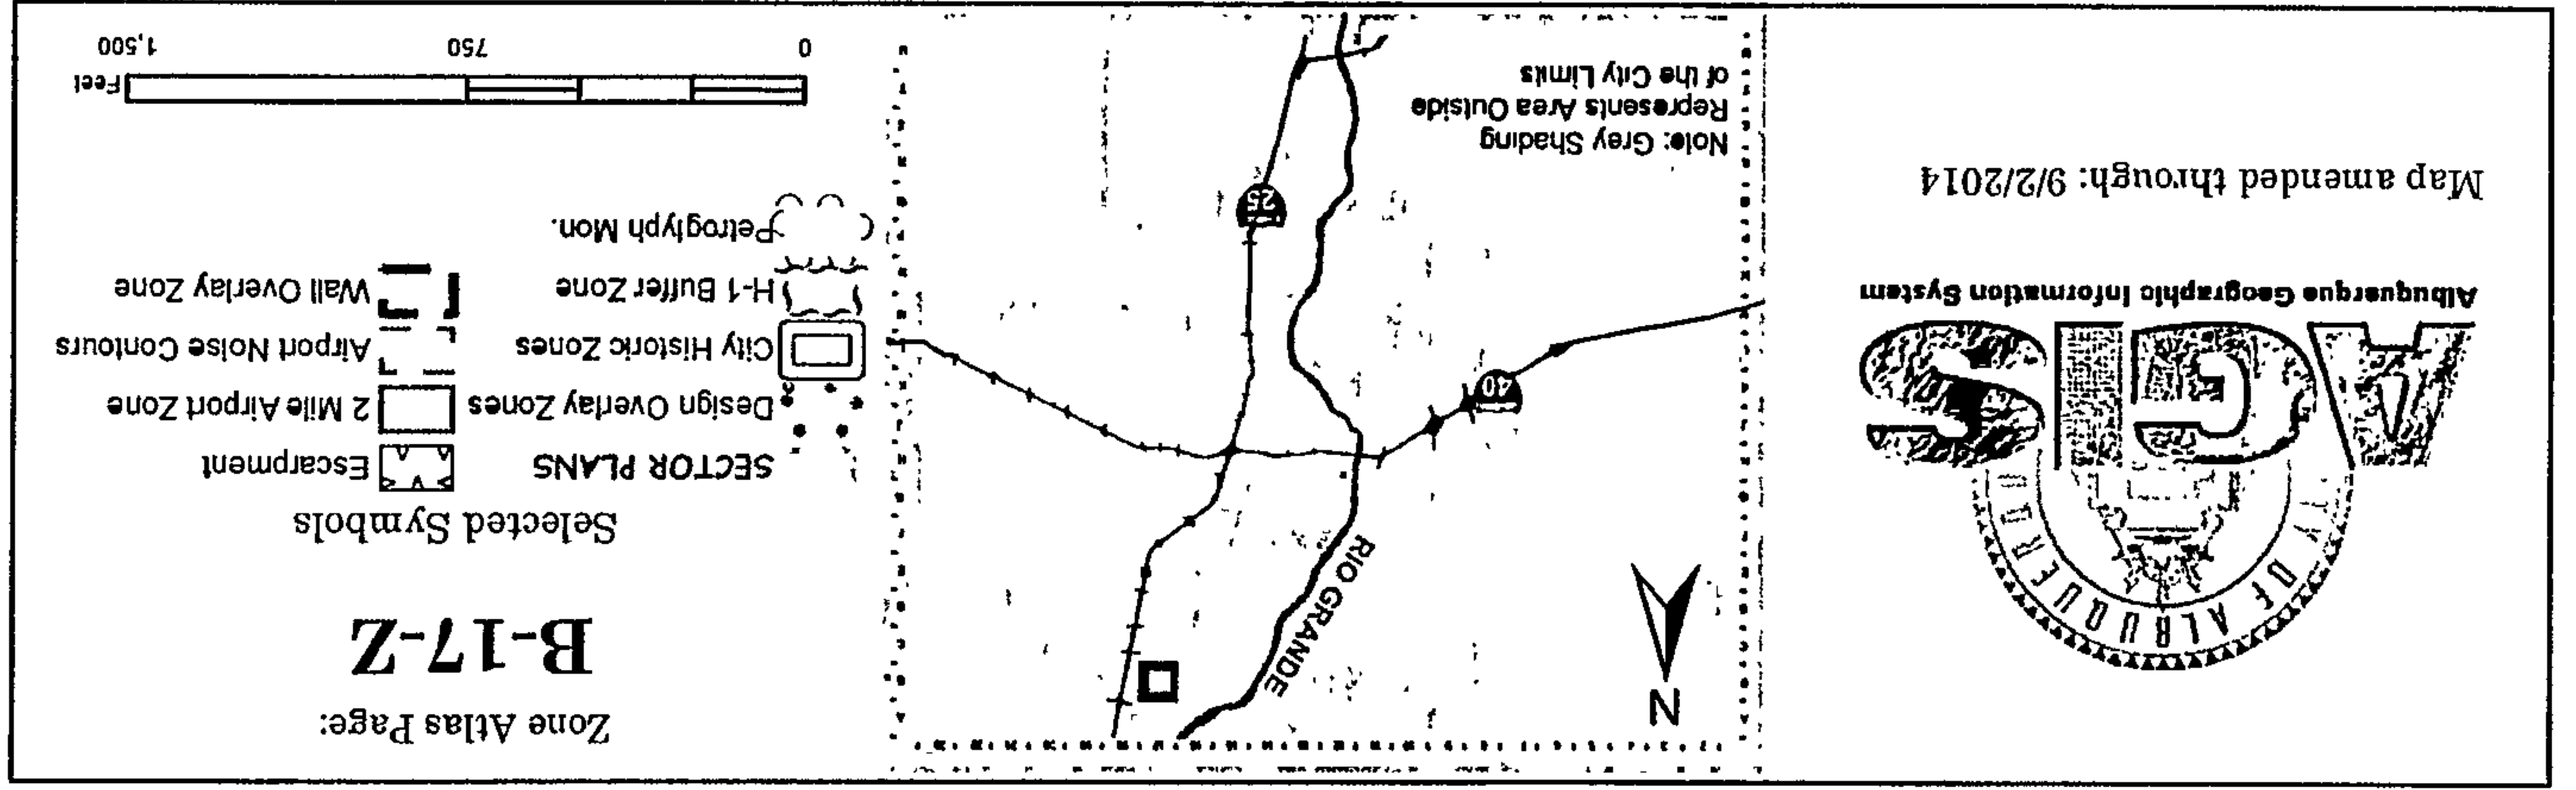 CITY OF ALBUQUERQUE
AGIS
Albuquerque Geographic Information System
Map amended through: 9/2/2014
N
RIO GRANDE
40
25
Note: Grey Shading
Represents Area Outside
of the City Limits
Zone Atlas Page:
B-17-Z
Selected Symbols
SECTOR PLANS
Design Overlay Zones
City Historic Zones
H-1 Buffer Zone
Petroglyph Mon.
Escarpment
2 Mile Airport Zone
Airport Noise Contours
Wall Overlay Zone
Feet
0 750 1,500